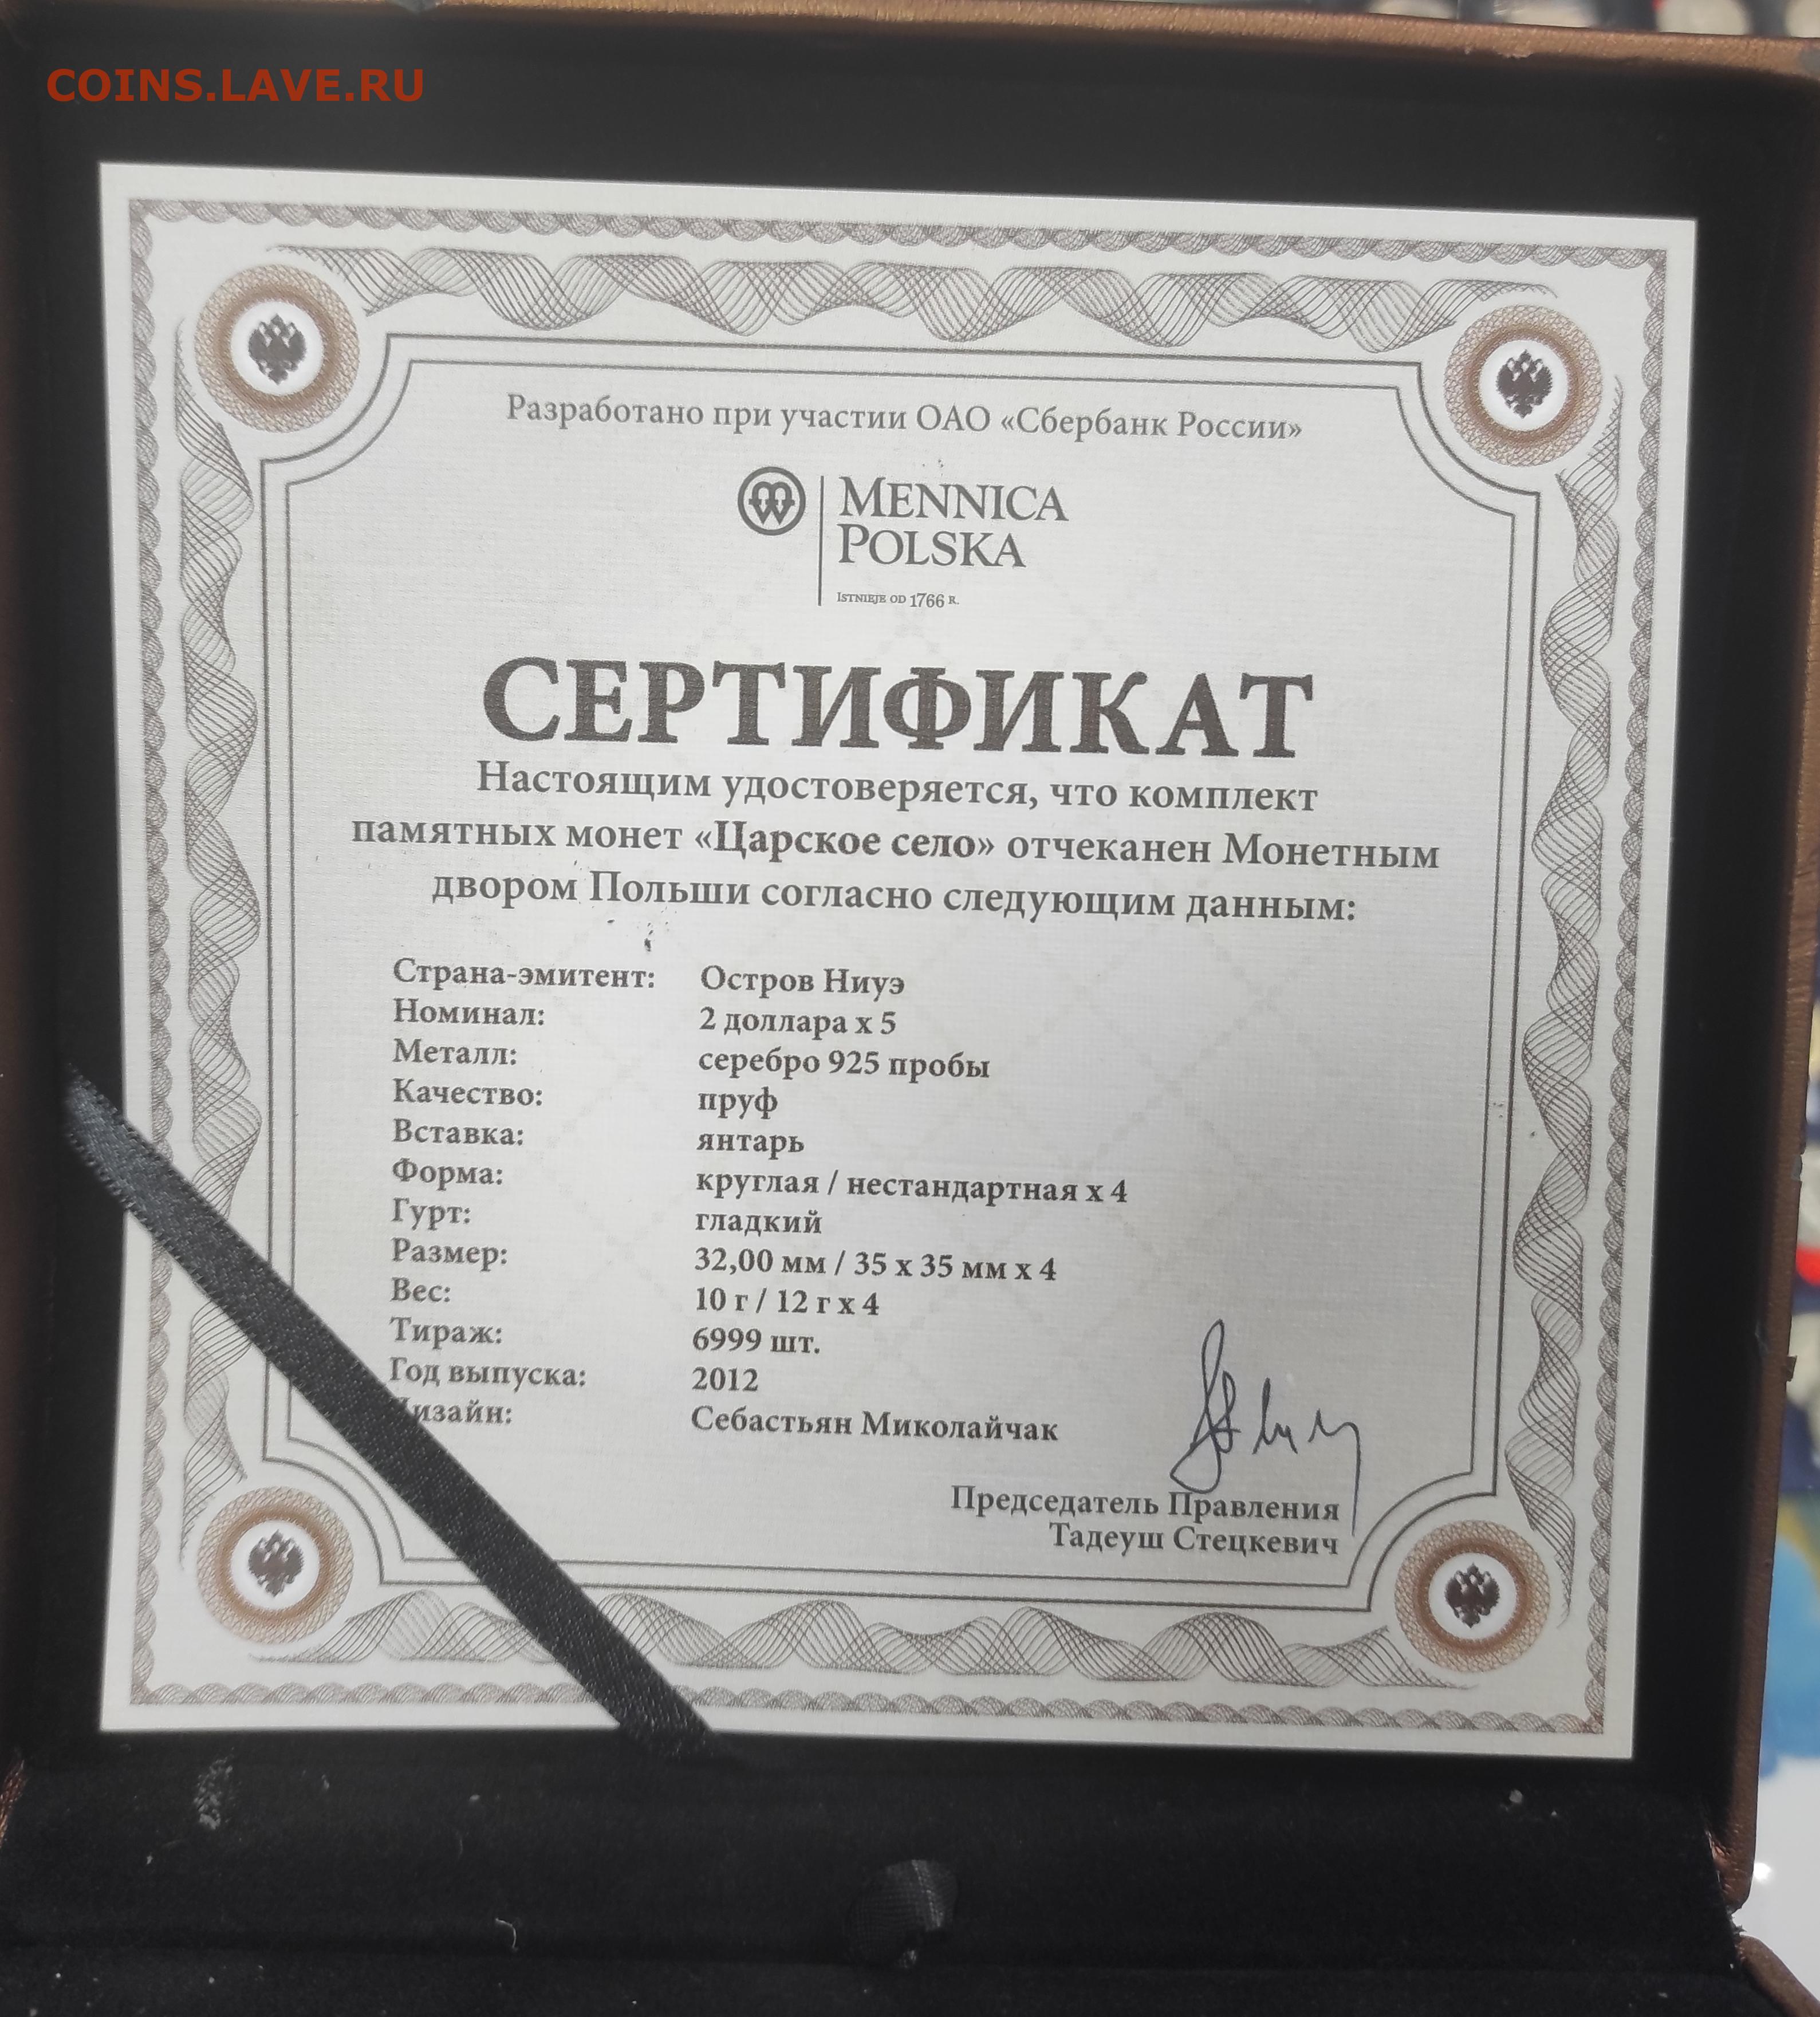 COINS.LAVE.RU
Разработано при участии ОАО «Сбербанк России»
MENNICA
POLSKA
ISTNIEJE OD 1766 R.
СЕРТИФИКАТ
Настоящим удостоверяется, что комплект
памятных монет «Царское село» отчеканен Монетным
двором Польши согласно следующим данным:
Страна-эмитент: Остров Ниуэ
Номинал: 2 доллара х 5
Металл: серебро 925 пробы
Качество: пруф
Вставка: янтарь
Форма: круглая / нестандартная х 4
Гурт: гладкий
Размер: 32,00 мм / 35 х 35 мм х 4
Вес: 10 г / 12 г х 4
Тираж: 6999 шт.
Год выпуска: 2012
Дизайн: Себастьян Миколайчак
Председатель Правления
Тадеуш Стецкевич